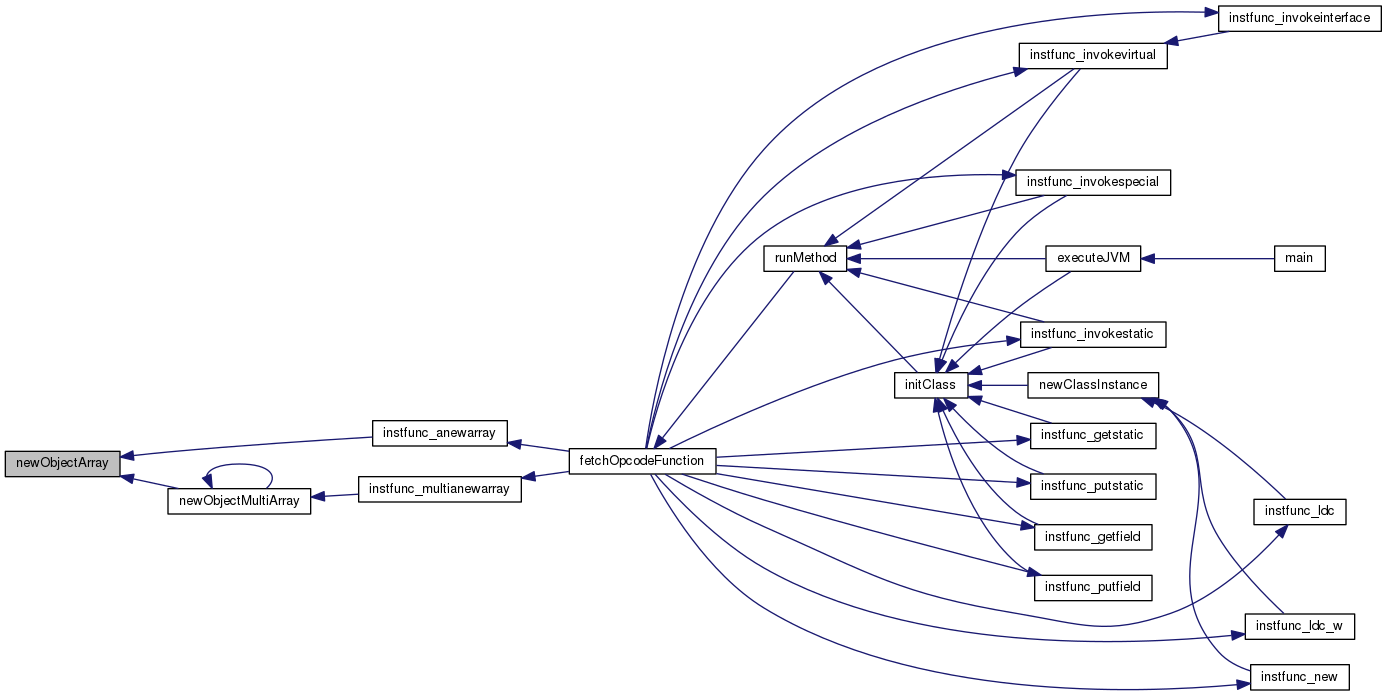 instfunc_invokeinterface
instfunc_invokevirtual
instfunc_invokespecial
runMethod
executeJVM
main
instfunc_invokestatic
initClass
newClassInstance
instfunc_anewarray
instfunc_getstatic
newObjectArray
fetchOpcodeFunction
instfunc_multianewarray
instfunc_putstatic
newObjectMultiArray
instfunc_ldc
instfunc_getfield
instfunc_putfield
instfunc_ldc_w
instfunc_new